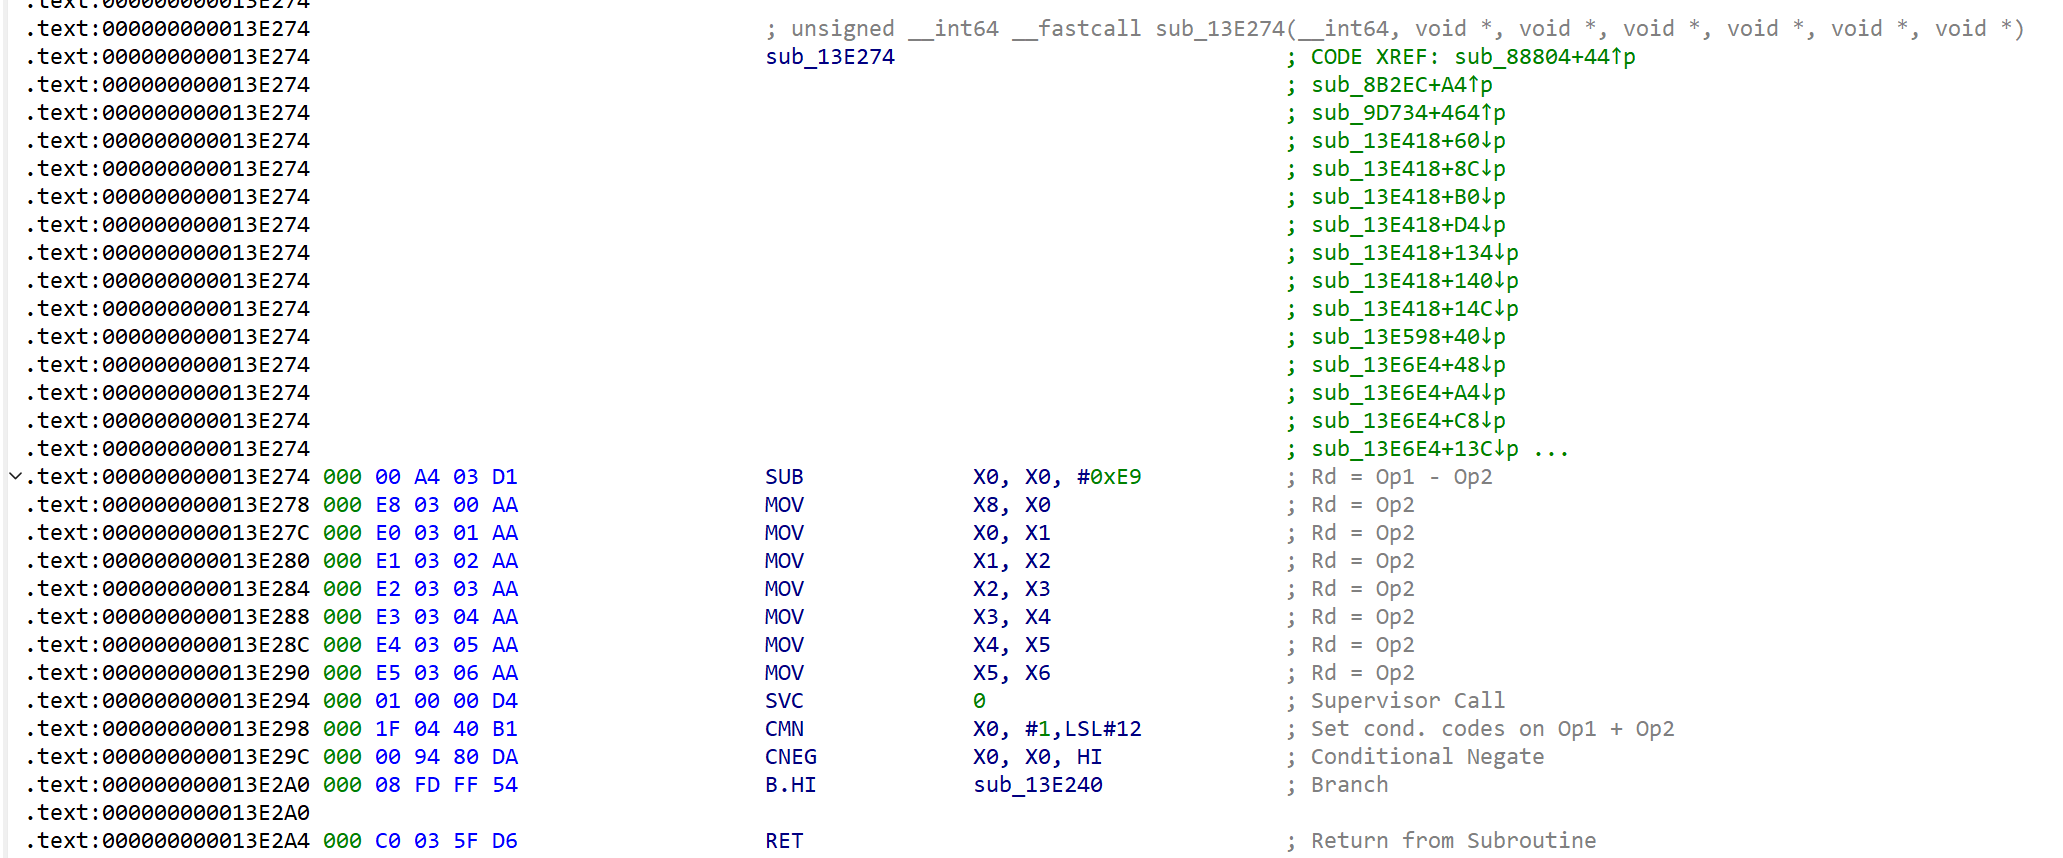 .text:000000000013E274
.text:000000000013E274 ; unsigned __int64 __fastcall sub_13E274(__int64, void *, void *, void *, void *, void *, void *)
.text:000000000013E274 sub_13E274 ; CODE XREF: sub_88804+44↑p
.text:000000000013E274 ; sub_8B2EC+A4↑p
.text:000000000013E274 ; sub_9D734+464↑p
.text:000000000013E274 ; sub_13E418+60↓p
.text:000000000013E274 ; sub_13E418+8C↓p
.text:000000000013E274 ; sub_13E418+B0↓p
.text:000000000013E274 ; sub_13E418+D4↓p
.text:000000000013E274 ; sub_13E418+134↓p
.text:000000000013E274 ; sub_13E418+140↓p
.text:000000000013E274 ; sub_13E418+14C↓p
.text:000000000013E274 ; sub_13E598+40↓p
.text:000000000013E274 ; sub_13E6E4+48↓p
.text:000000000013E274 ; sub_13E6E4+A4↓p
.text:000000000013E274 ; sub_13E6E4+C8↓p
.text:000000000013E274 ; sub_13E6E4+13C↓p ...
.text:000000000013E274 000 00 A4 03 D1 SUB X0, X0, #0xE9 ; Rd = Op1 - Op2
.text:000000000013E278 000 E8 03 00 AA MOV X8, X0 ; Rd = Op2
.text:000000000013E27C 000 E0 03 01 AA MOV X0, X1 ; Rd = Op2
.text:000000000013E280 000 E1 03 02 AA MOV X1, X2 ; Rd = Op2
.text:000000000013E284 000 E2 03 03 AA MOV X2, X3 ; Rd = Op2
.text:000000000013E288 000 E3 03 04 AA MOV X3, X4 ; Rd = Op2
.text:000000000013E28C 000 E4 03 05 AA MOV X4, X5 ; Rd = Op2
.text:000000000013E290 000 E5 03 06 AA MOV X5, X6 ; Rd = Op2
.text:000000000013E294 000 01 00 00 D4 SVC 0 ; Supervisor Call
.text:000000000013E298 000 1F 04 40 B1 CMN X0, #1,LSL#12 ; Set cond. codes on Op1 + Op2
.text:000000000013E29C 000 00 94 80 DA CNEG X0, X0, HI ; Conditional Negate
.text:000000000013E2A0 000 08 FD FF 54 B.HI sub_13E240 ; Branch
.text:000000000013E2A0
.text:000000000013E2A4 000 C0 03 5F D6 RET ; Return from Subroutine